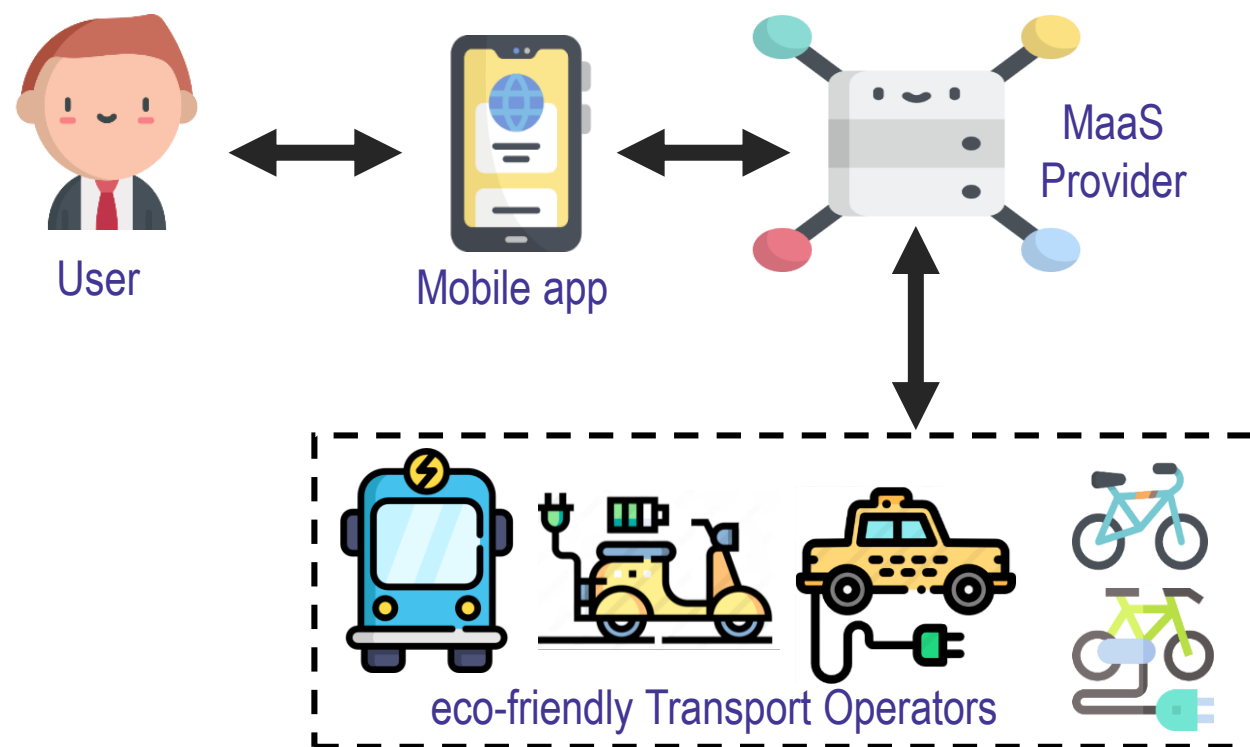 User
Mobile app
MaaS
Provider
eco-friendly Transport Operators